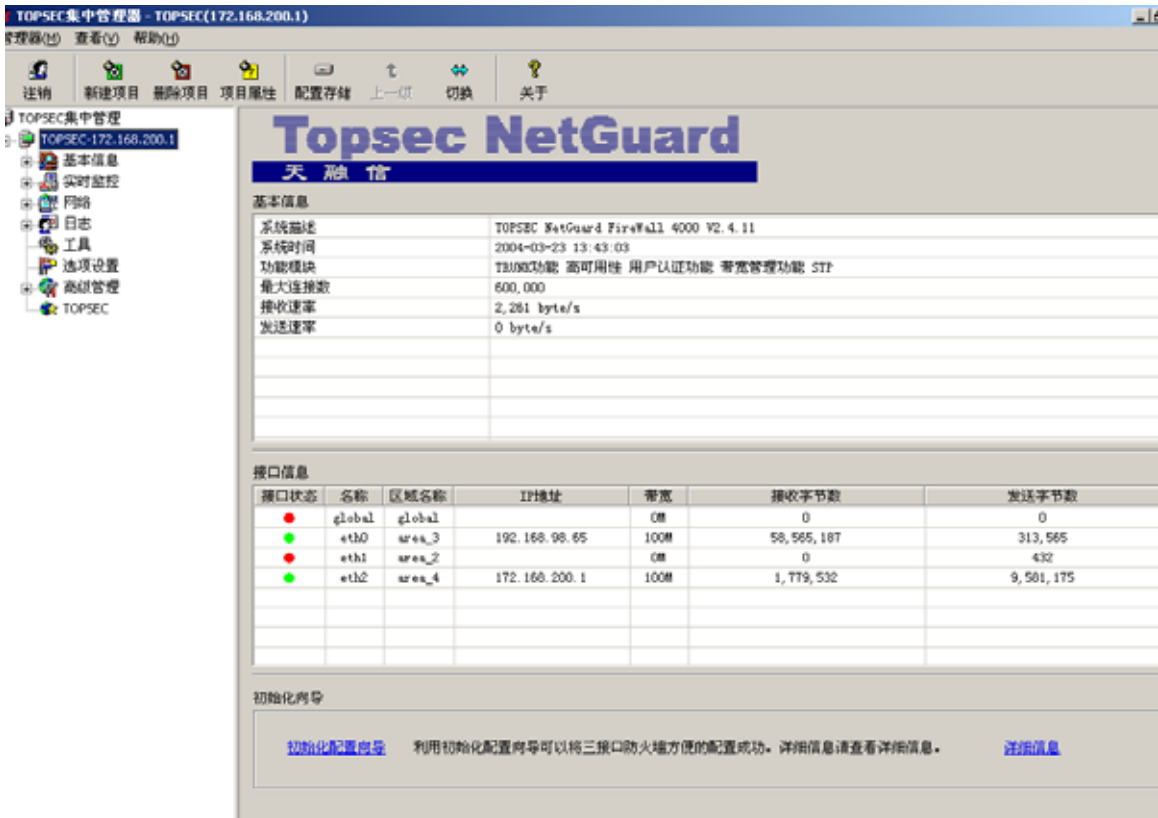 TOPSEC集中管理器 - TOPSEC(172.168.200.1)
管理器(M) 查看(V) 帮助(H)
注销 新建项目 删除项目 项目属性 配置存储 上一级 切换 关于
TOPSEC集中管理
TOPSEC-172.168.200.1
基本信息
实时监控
网络
日志
工具
选项设置
高级管理
TOPSEC
Topsec NetGuard
天融信
基本信息
系统描述 TOPSEC NetGuard FireWall 4000 V2.4.11
系统时间 2004-03-23 13:43:03
功能模块 TRUNK功能 高可用性 用户认证功能 带宽管理功能 STP
最大连接数 600,000
接收速率 2,261 byte/s
发送速率 0 byte/s
接口信息
接口状态 名称 区域名称 IP地址 带宽 接收字节数 发送字节数
global global 0M 0 0
eth0 area_3 192.168.98.65 100M 58,565,187 313,565
eth1 area_2 0M 0 432
eth2 area_4 172.168.200.1 100M 1,779,532 9,581,175
初始化向导
初始化配置向导 利用初始化配置向导可以将三接口防火墙方便的配置成功。详细信息请查看详细信息。 详细信息